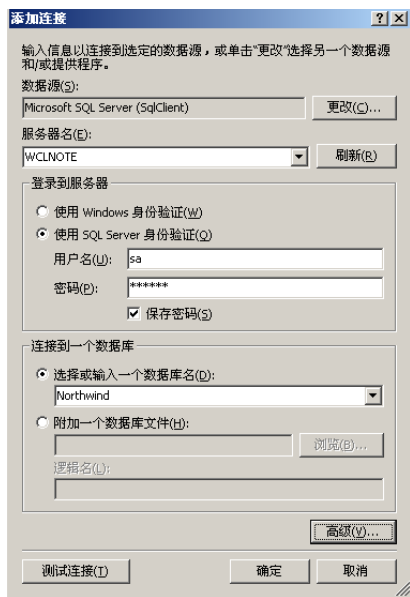 添加连接
输入信息以连接到选定的数据源，或单击“更改”选择另一个数据源
和/或提供程序。
数据源(S):
Microsoft SQL Server (SqlClient)
更改(C)...
服务器名(E):
WCLNOTE
刷新(R)
登录到服务器
使用 Windows 身份验证(W)
使用 SQL Server 身份验证(Q)
用户名(U):
sa
密码(P):
******
保存密码(S)
连接到一个数据库
选择或输入一个数据库名(D):
Northwind
附加一个数据库文件(H):
浏览(B)...
逻辑名(L):
高级(V)...
测试连接(T)
确定
取消